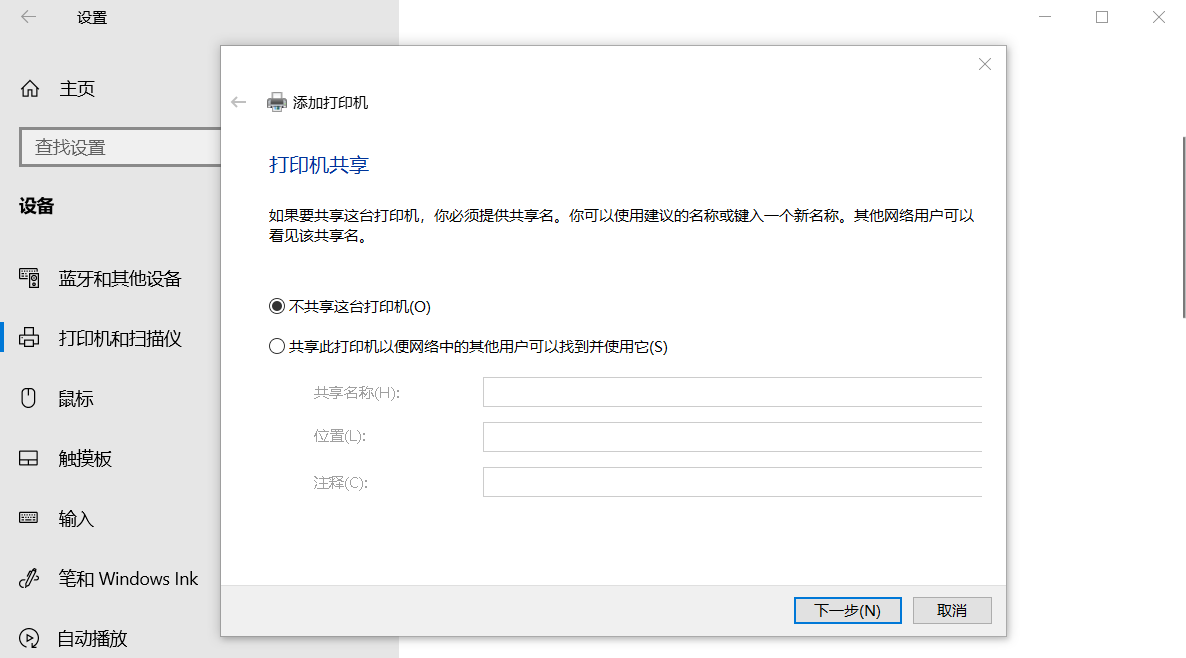 设置
主页
查找设置
设备
蓝牙和其他设备
打印机和扫描仪
鼠标
触摸板
输入
笔和 Windows Ink
自动播放
添加打印机
打印机共享
如果要共享这台打印机，你必须提供共享名。你可以使用建议的名称或键入一个新名称。其他网络用户可以
看见该共享名。
不共享这台打印机(O)
共享此打印机以便网络中的其他用户可以找到并使用它(S)
共享名称(H):
位置(L):
注释(C):
下一步(N)
取消